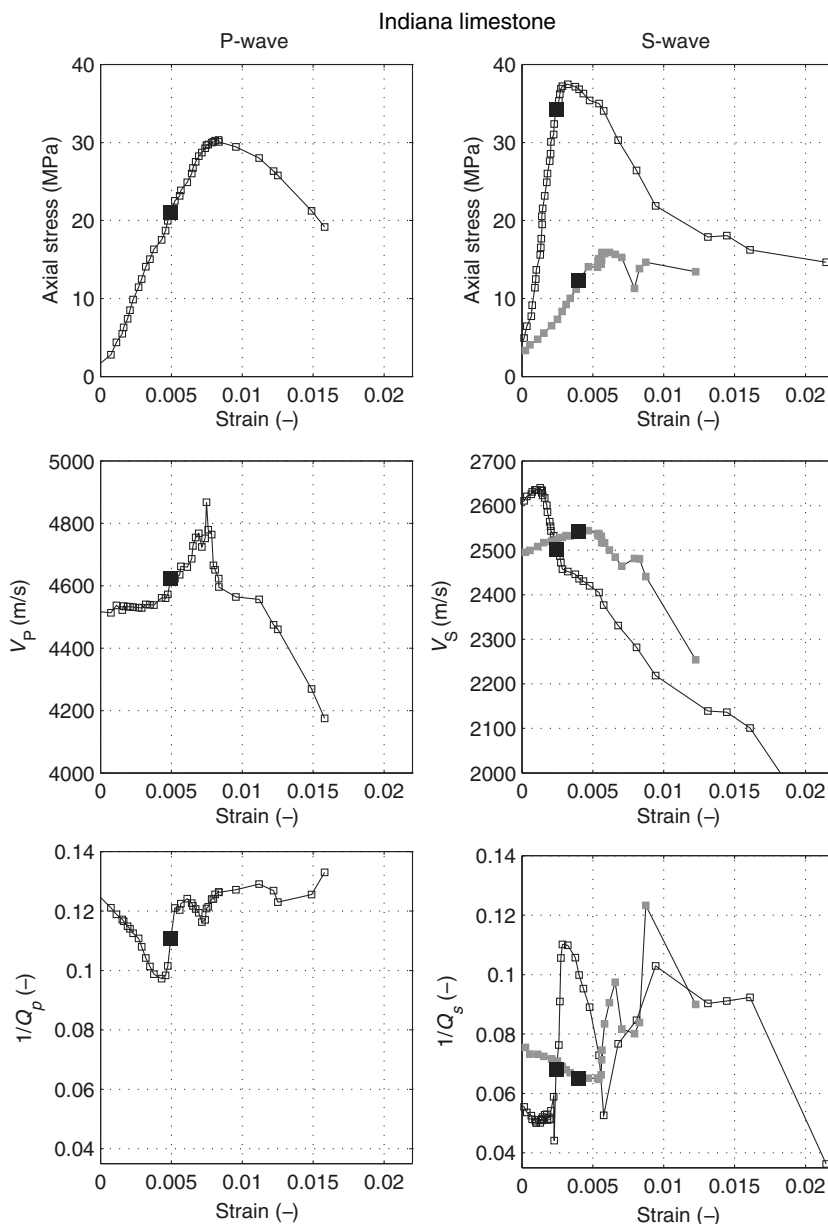 Indiana limestone
P-wave
S-wave
40
30
20
10
0
Axial stress (MPa)
0 0.005 0.01 0.015 0.02
Strain (–)
40
30
20
10
0
Axial stress (MPa)
0 0.005 0.01 0.015 0.02
Strain (–)
5000
4800
4600
4400
4200
4000
VP (m/s)
0 0.005 0.01 0.015 0.02
Strain (–)
2700
2600
2500
2400
2300
2200
2100
2000
VS (m/s)
0 0.005 0.01 0.015 0.02
Strain (–)
0.14
0.12
0.1
0.08
0.06
0.04
1/Qp (–)
0 0.005 0.01 0.015 0.02
Strain (–)
0.14
0.12
0.1
0.08
0.06
0.04
1/Qs (–)
0 0.005 0.01 0.015 0.02
Strain (–)